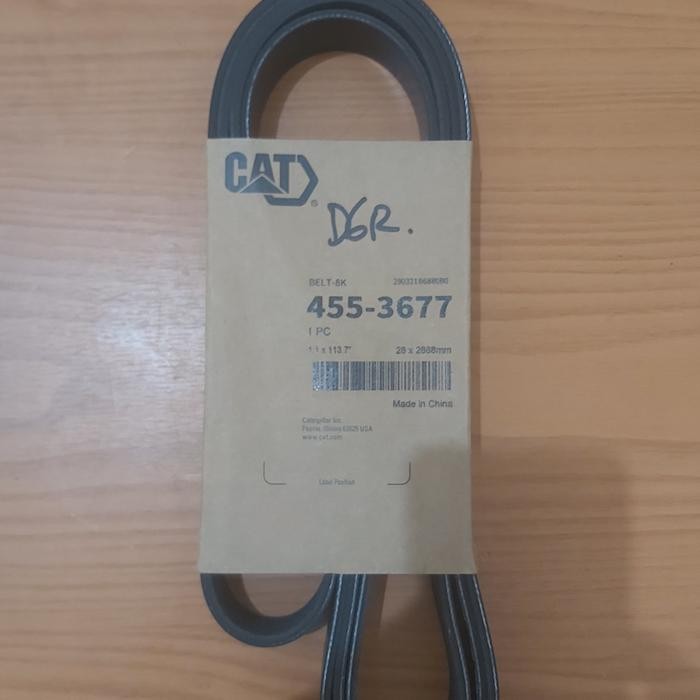 CAT
®
D6R.
BELT-8K
455-3677
1 PC
1.1 x 113.7" 28 x 2888mm
Made in China
Caterpillar Inc.
Peoria, Illinois 61629 USA
www.cat.com
Label Position